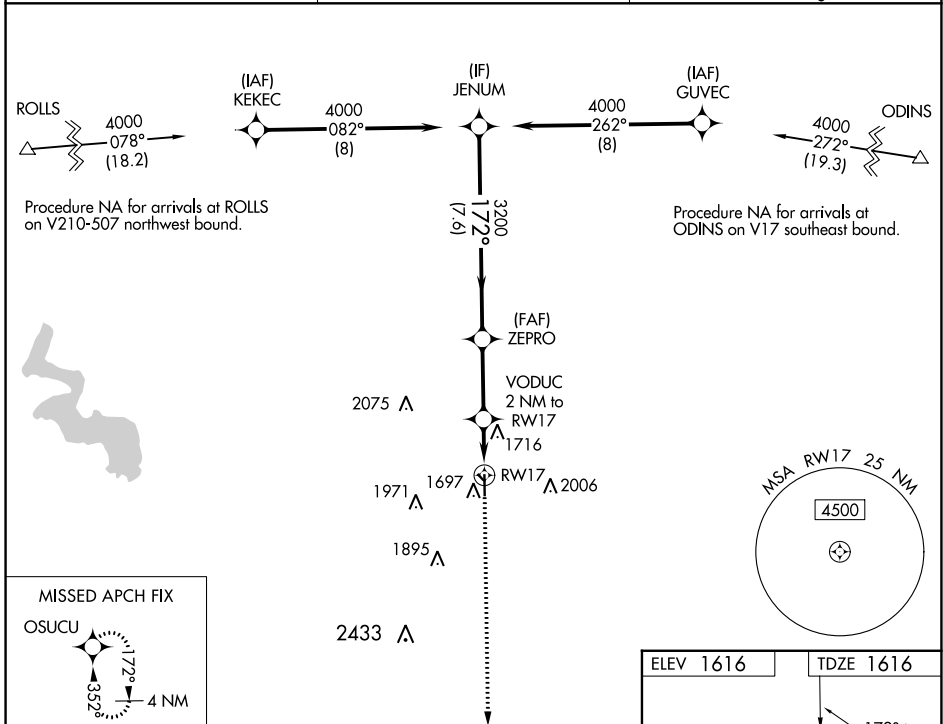 (IAF)
KEKEC
(IF)
JENUM
(IAF)
GUVEC
ROLLS
4000
078°
(18.2)
4000
082°
(8)
4000
262°
(8)
4000
272°
(19.3)
ODINS
Procedure NA for arrivals at ROLLS
on V210-507 northwest bound.
Procedure NA for arrivals at
ODINS on V17 southeast bound.
3200
172°
(7.6)
(FAF)
ZEPRO
VODUC
2 NM to
RW17
2075
1716
RW17
1697
2006
1971
1895
2433
MSA RW17 25 NM
4500
MISSED APCH FIX
OSUCU
172°
352°
4 NM
ELEV 1616
TDZE 1616